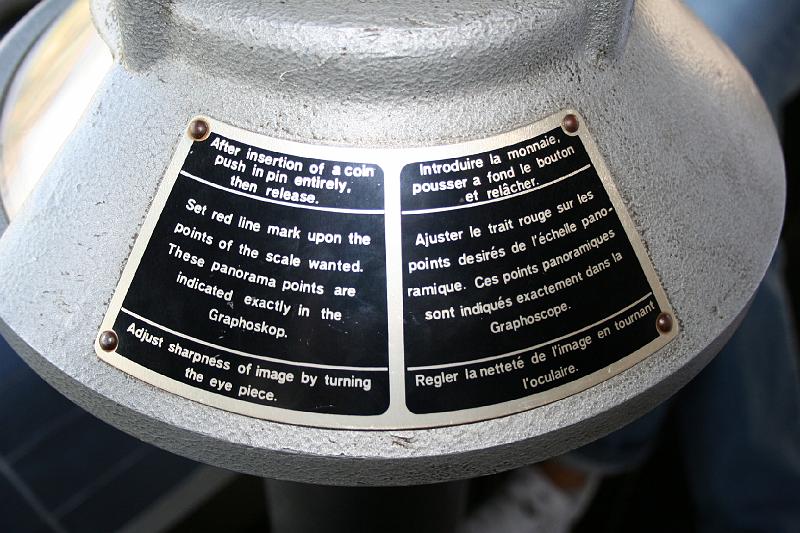 After insertion of a coin
push in pin entirely,
then release.
Set red line mark upon the
points of the scale wanted.
These panorama points are
indicated exactly in the
Graphoskop.
Adjust sharpness of image by turning
the eye piece.
Introduire la monnaie,
pousser a fond le bouton
et relâcher.
Ajuster le trait rouge sur les
points desirés de l'échelle pano-
ramique. Ces points panoramiques
sont indiqués exactement dans la
Graphoscope.
Regler la netteté de l'image en tournant
l'oculaire.